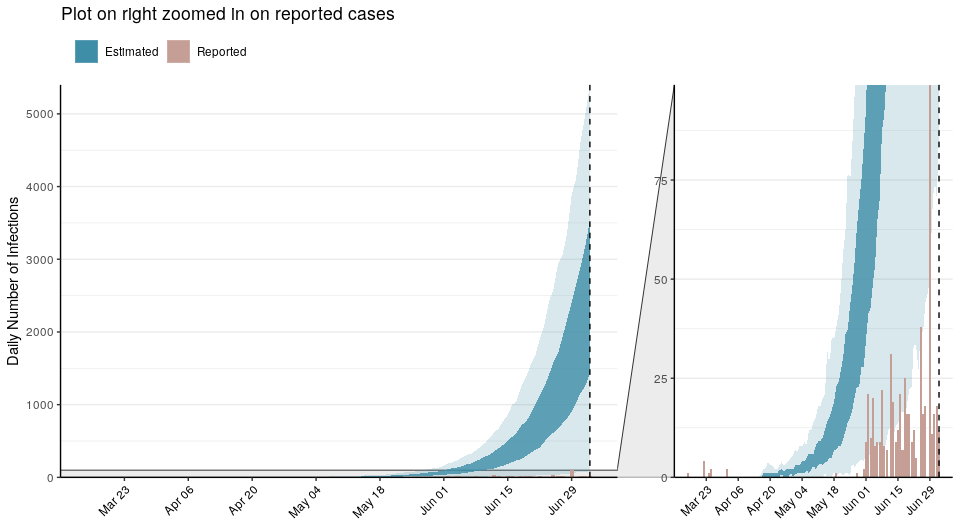 Plot on right zoomed in on reported cases
Estimated Reported
Daily Number of Infections
5000
4000
3000
2000
1000
0
Mar 23 Apr 06 Apr 20 May 04 May 18 Jun 01 Jun 15 Jun 29
75
50
25
0
Mar 23 Apr 06 Apr 20 May 04 May 18 Jun 01 Jun 15 Jun 29